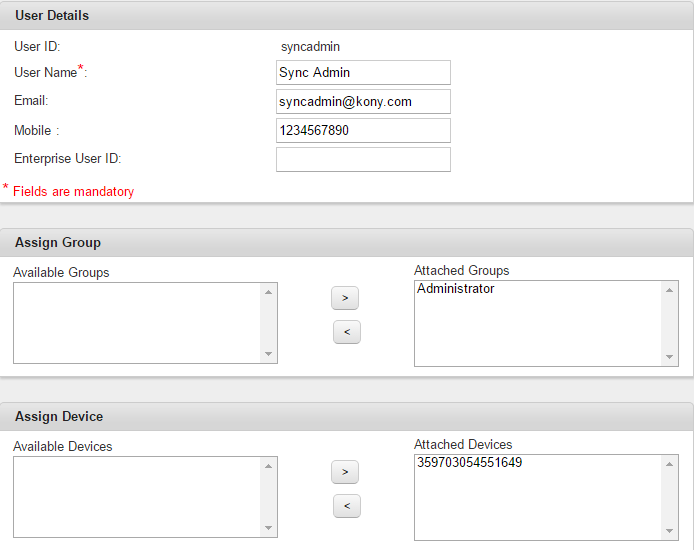 User Details
User ID: syncadmin
User Name*: Sync Admin
Email: syncadmin@kony.com
Mobile : 1234567890
Enterprise User ID:
* Fields are mandatory
Assign Group
Available Groups
Attached Groups
Administrator
>
<
Assign Device
Available Devices
Attached Devices
359703054551649
>
<